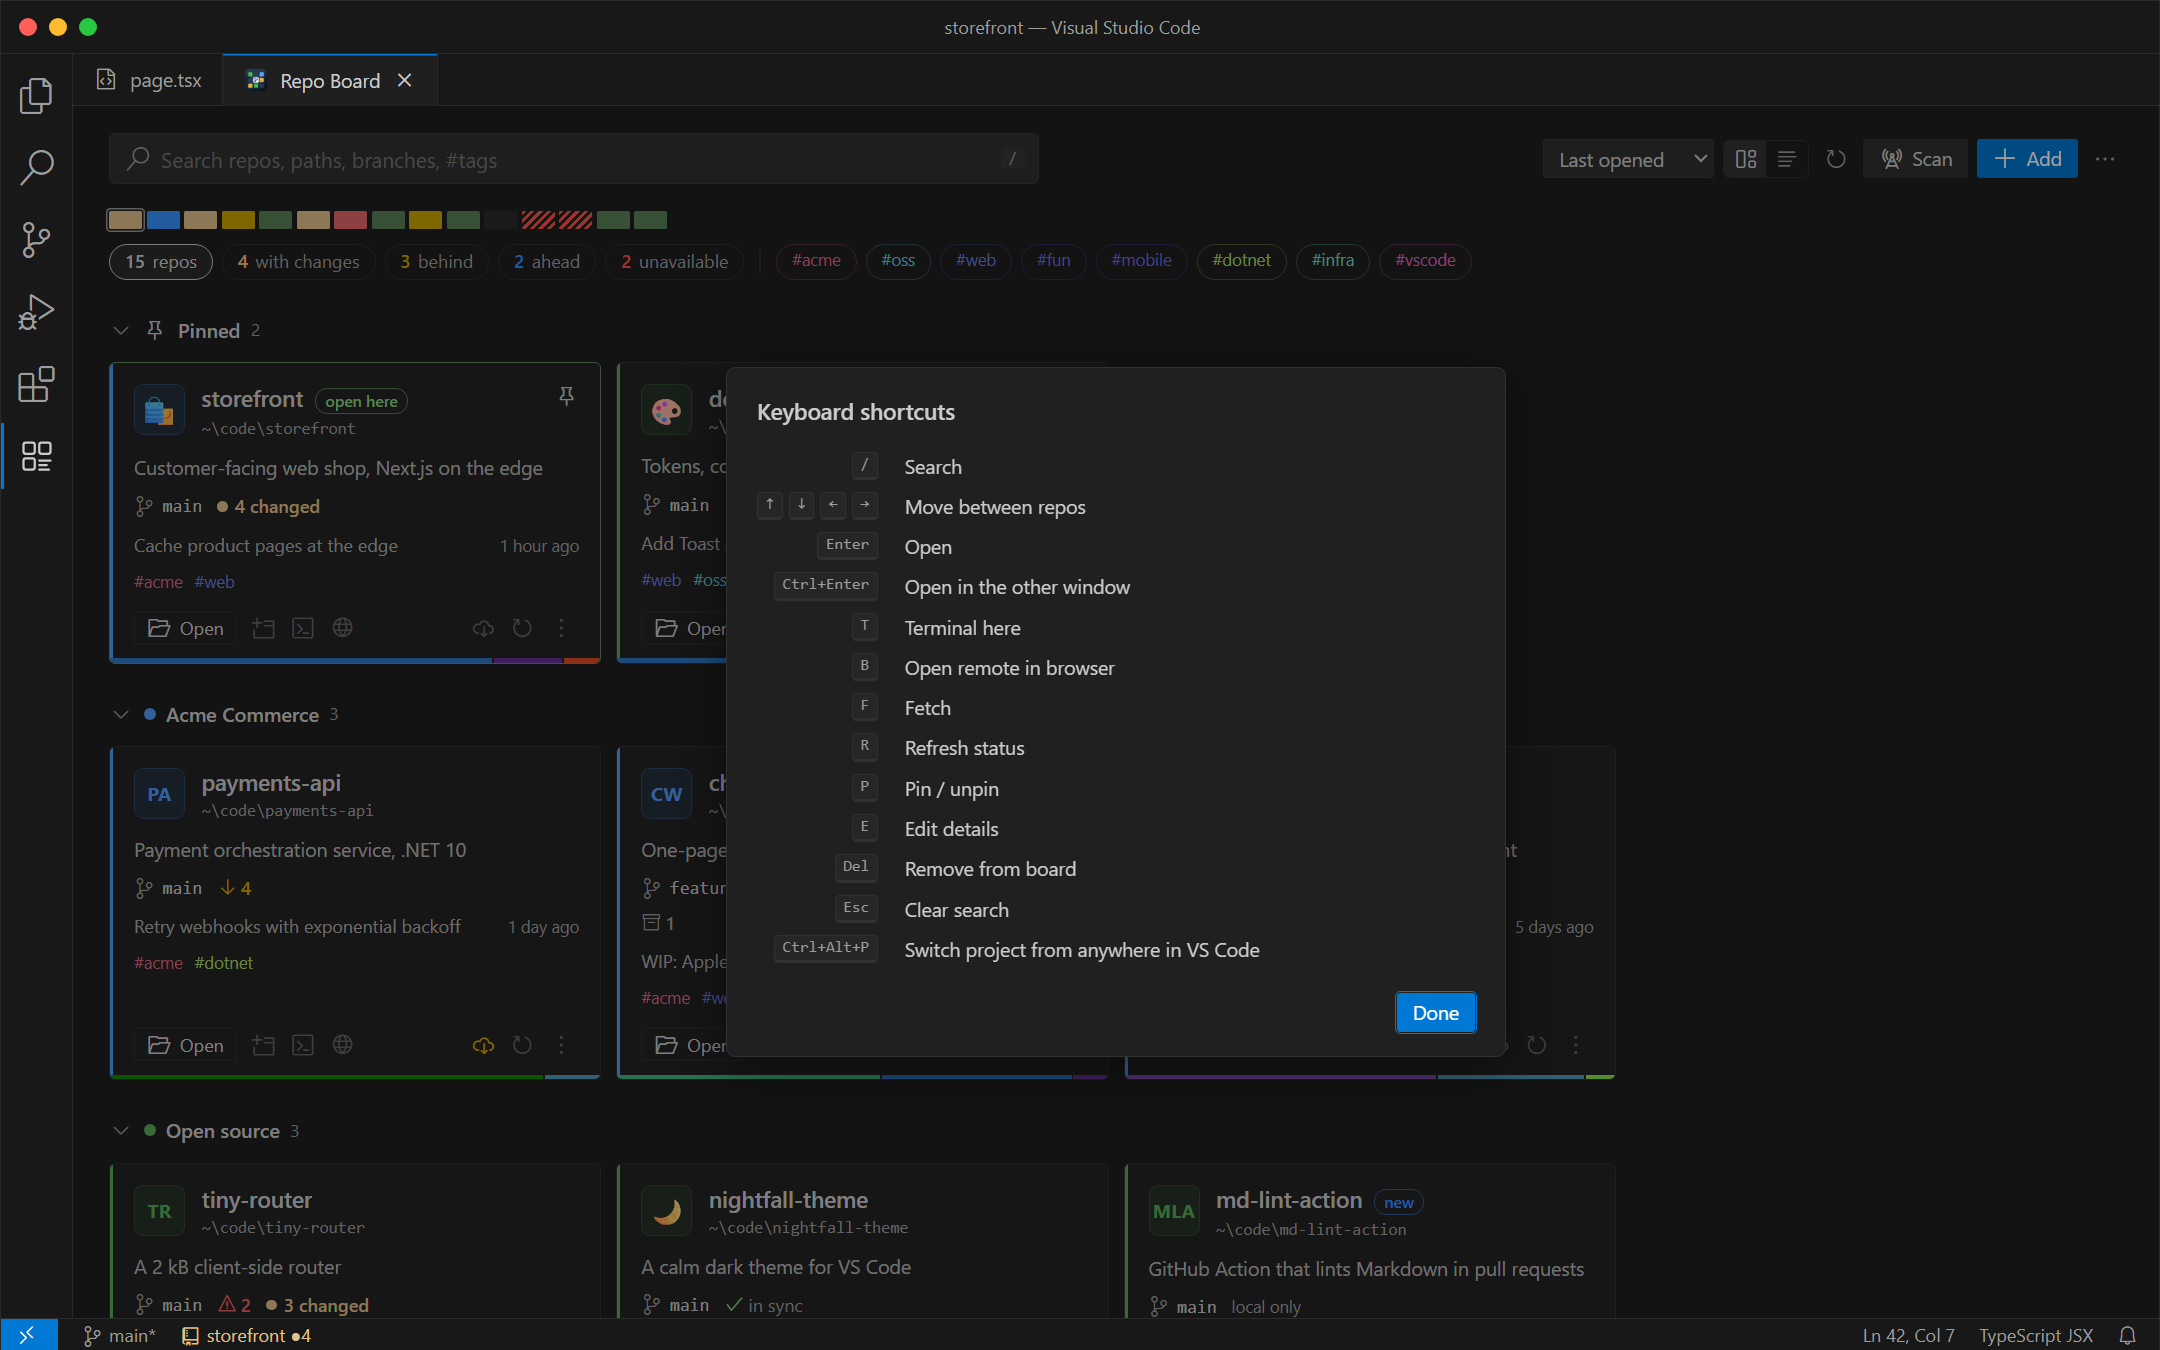 storefront — Visual Studio Code
page.tsx
Repo Board
Search repos, paths, branches, #tags
/
Last opened
Scan
Add
15 repos
4 with changes
3 behind
2 ahead
2 unavailable
#acme
#oss
#web
#fun
#mobile
#dotnet
#infra
#vscode
Pinned 2
storefront
open here
~\code\storefront
Customer-facing web shop, Next.js on the edge
main
4 changed
Cache product pages at the edge
1 hour ago
#acme #web
Open
~\
Tokens,
main
Add Toast
#web #oss
Acme Commerce 3
PA
payments-api
~\code\payments-api
Payment orchestration service, .NET 10
main
4
Retry webhooks with exponential backoff
1 day ago
#acme #dotnet
Open
CW
~\
One-page
1
WIP: Apple
#acme
5 days ago
Keyboard shortcuts
/ Search
↑ ↓ ← → Move between repos
Enter Open
Ctrl+Enter Open in the other window
T Terminal here
B Open remote in browser
F Fetch
R Refresh status
P Pin / unpin
E Edit details
Del Remove from board
Esc Clear search
Ctrl+Alt+P Switch project from anywhere in VS Code
Done
Open source 3
TR
tiny-router
~\code\tiny-router
A 2 kB client-side router
main
2
3 changed
nightfall-theme
~\code\nightfall-theme
A calm dark theme for VS Code
main
in sync
MLA
md-lint-action
new
~\code\md-lint-action
GitHub Action that lints Markdown in pull requests
main
local only
main*
storefront ●4
Ln 42, Col 7
TypeScript JSX